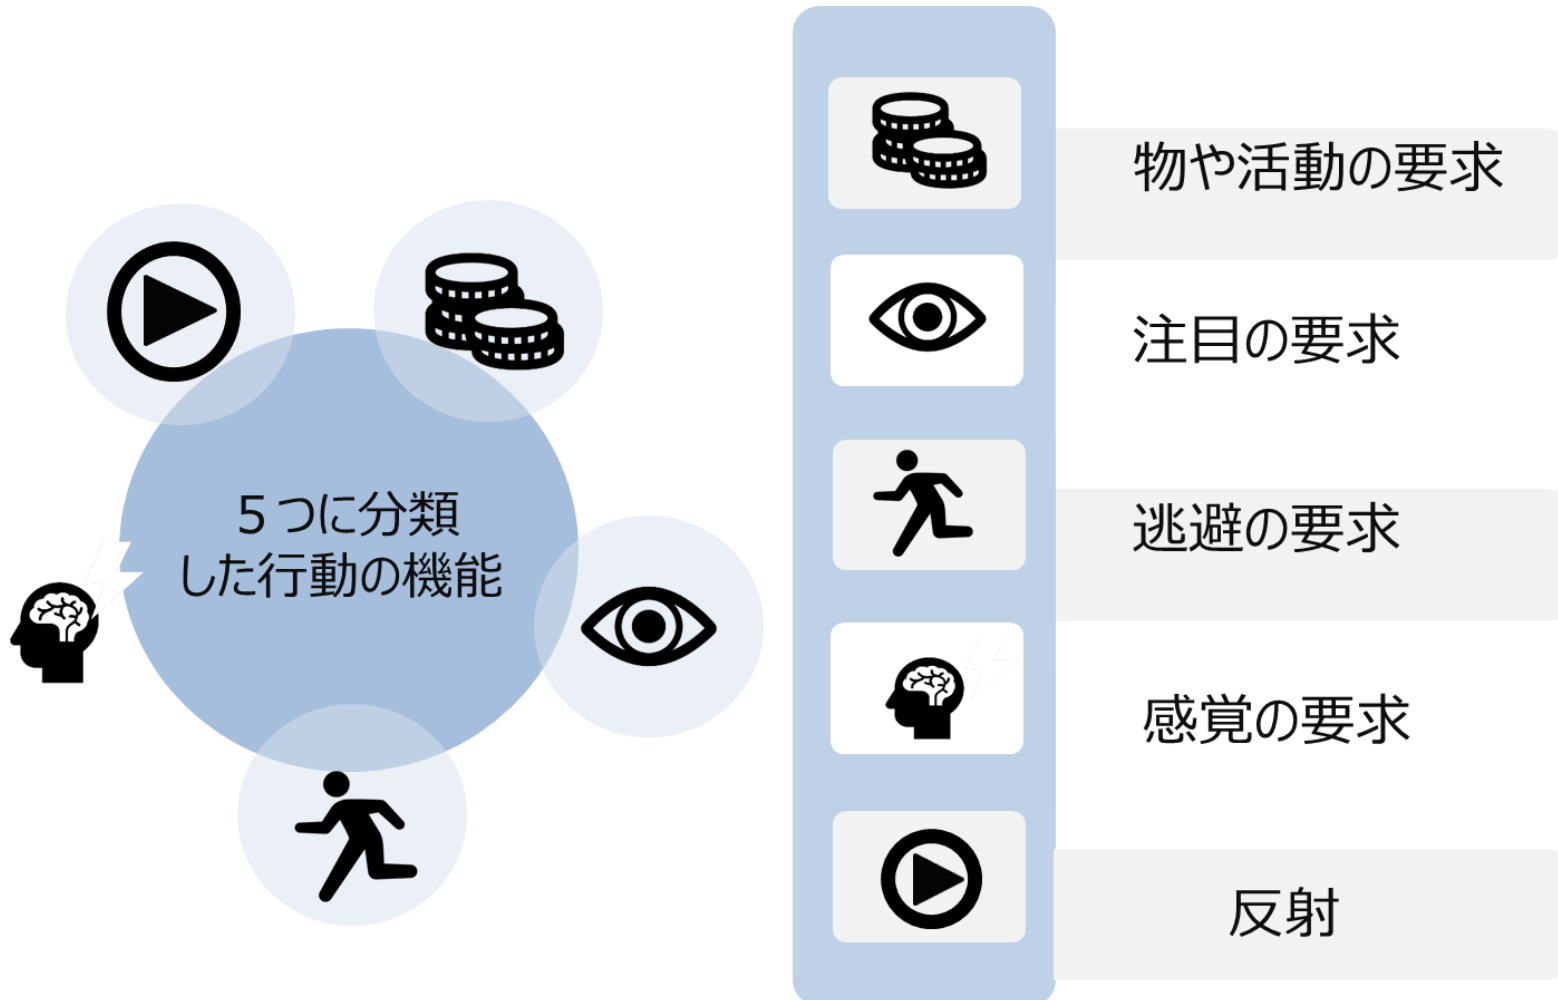 ５つに分類
した行動の機能
物や活動の要求
注目の要求
逃避の要求
感覚の要求
反射